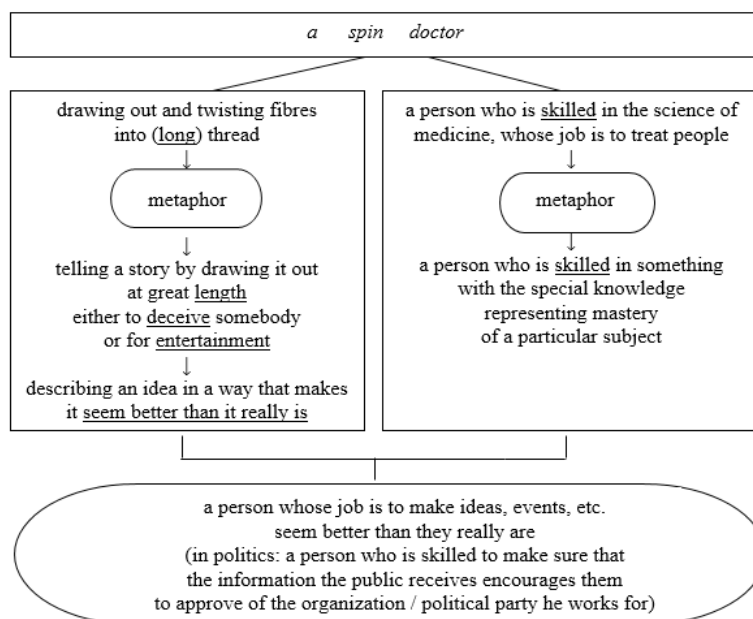 a spin doctor
drawing out and twisting fibres
into (long) thread
metaphor
telling a story by drawing it out
at great length
either to deceive somebody
or for entertainment
describing an idea in a way that makes
it seem better than it really is
a person who is skilled in the science of
medicine, whose job is to treat people
metaphor
a person who is skilled in something
with the special knowledge
representing mastery
of a particular subject
a person whose job is to make ideas, events, etc.
seem better than they really are
(in politics: a person who is skilled to make sure that
the information the public receives encourages them
to approve of the organization / political party he works for)